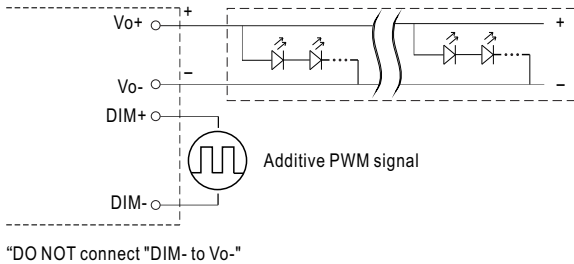 Vo+ + +
Vo- – –
DIM+
Additive PWM signal
DIM-
“DO NOT connect "DIM- to Vo-"